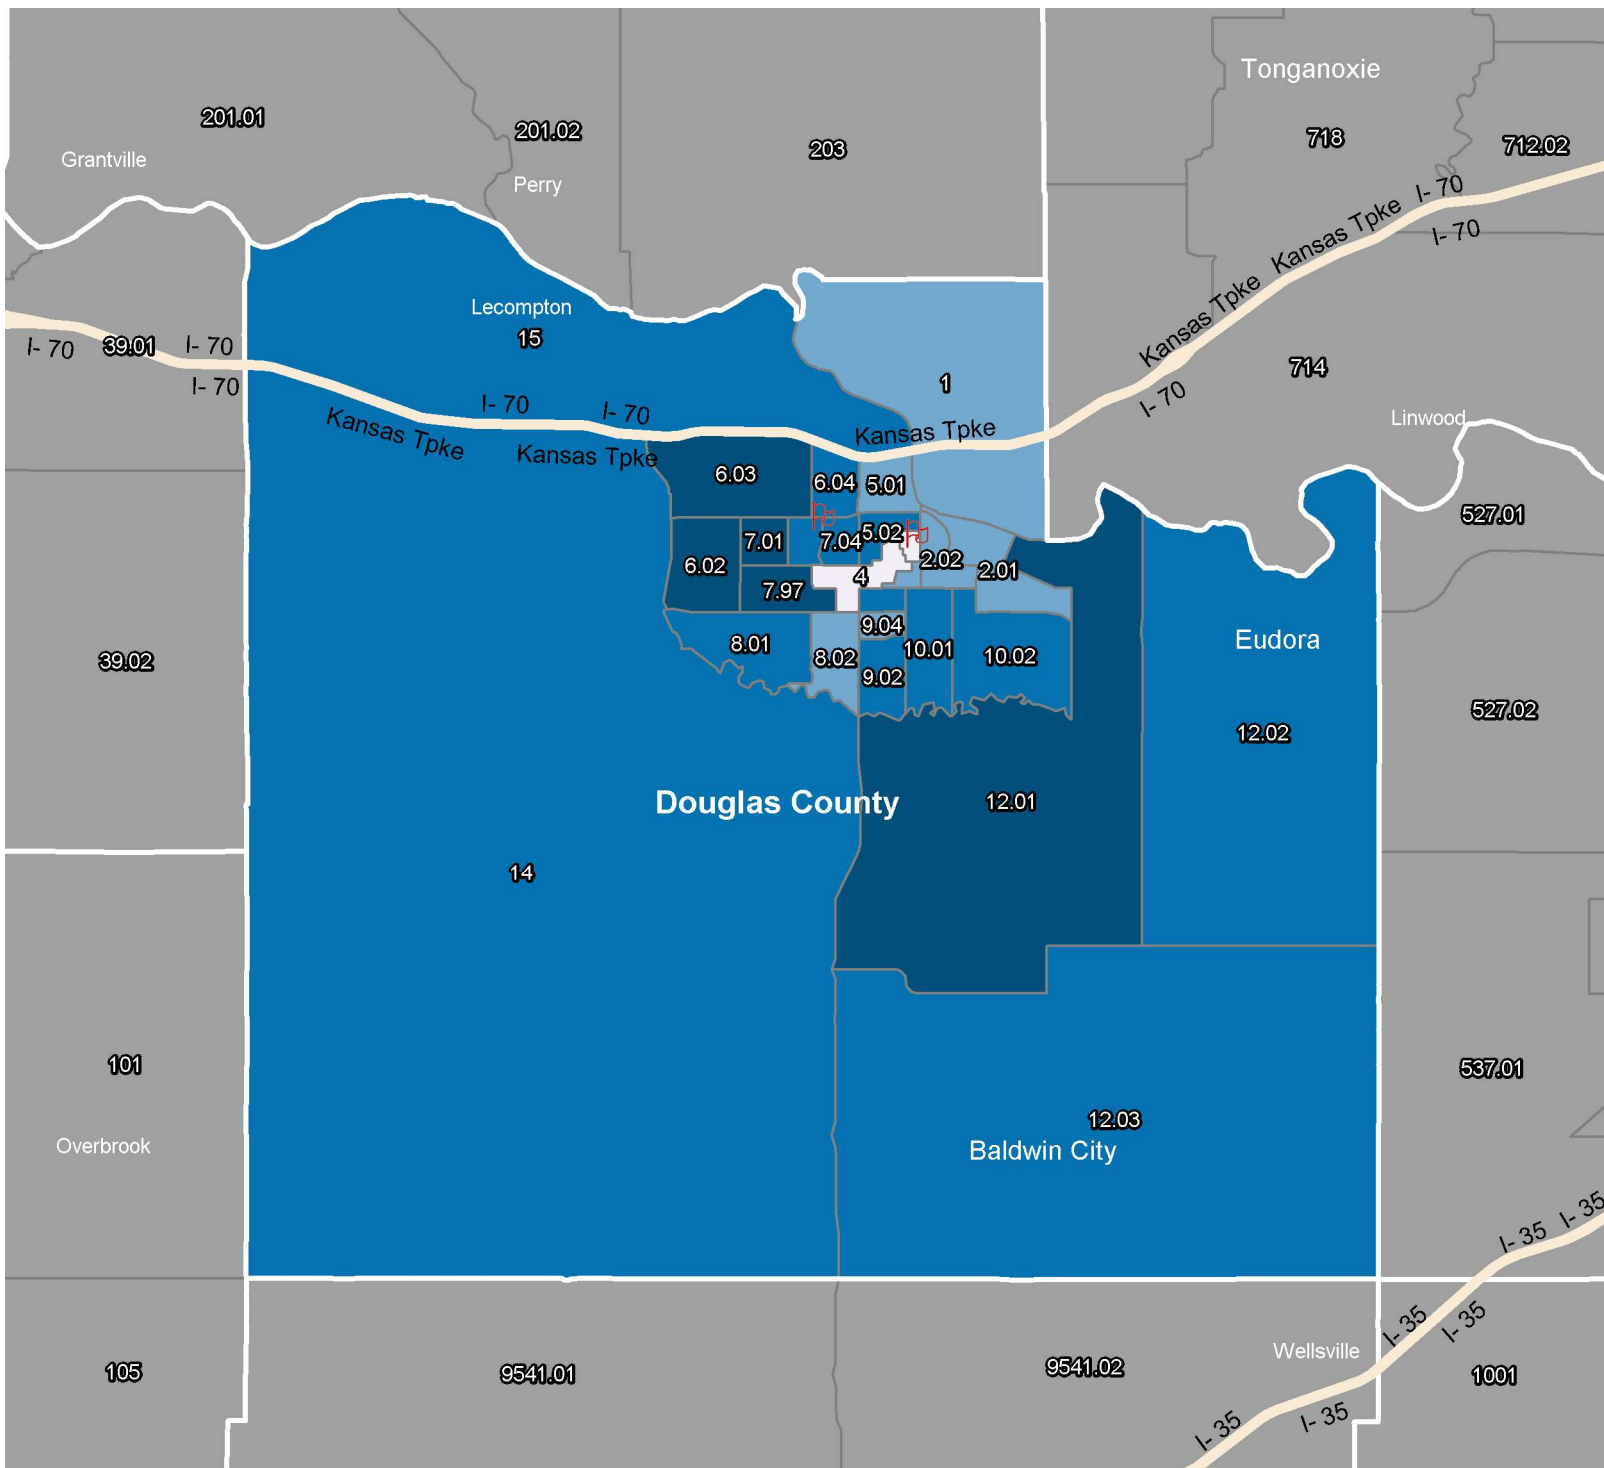 Tonganoxie
201.01
201.02
203
718
712.02
Grantville
Perry
I- 70
Kansas Tpke
I- 70
Kansas Tpke
Lecompton
15
39.01
I- 70
I- 70
I- 70
1
714
I- 70
Linwood
I- 70
I- 70
Kansas Tpke
Kansas Tpke
Kansas Tpke
6.03
6.04
5.01
527.01
7.01
7.04
5.02
6.02
2.02
2.01
4
7.97
8.01
9.04
8.02
10.01
10.02
9.02
Eudora
39.02
527.02
12.02
Douglas County
12.01
14
101
537.01
12.03
Overbrook
Baldwin City
I- 35
I- 35
I- 35
I- 35
Wellsville
105
9541.01
9541.02
1001
I- 35
I- 35
Kansas Tpke